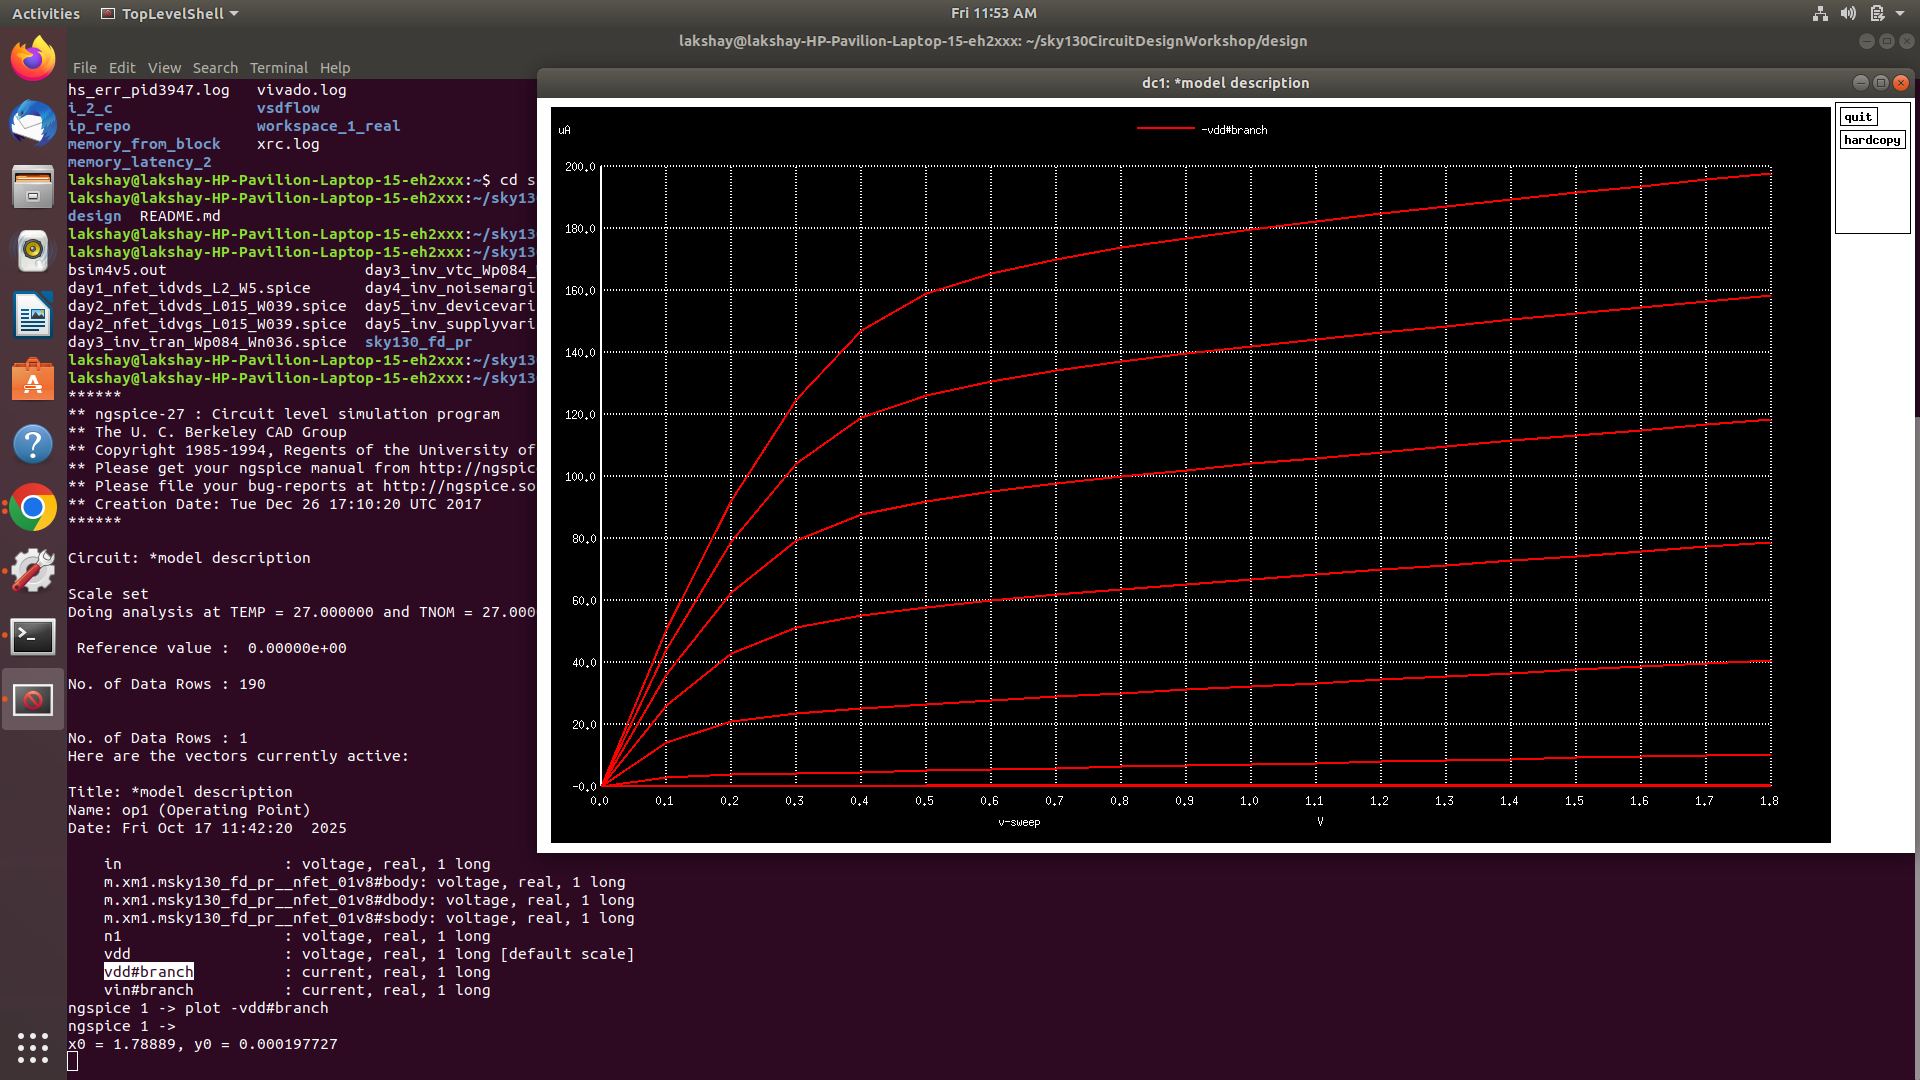 Activities
TopLevelShell
Fri 11:53 AM
lakshay@lakshay-HP-Pavilion-Laptop-15-eh2xxx: ~/sky130CircuitDesignWorkshop/design
File Edit View Search Terminal Help
hs_err_pid3947.log vivado.log
i_2_c vsdflow
ip_repo workspace_1_real
memory_from_block xrc.log
memory_latency_2
lakshay@lakshay-HP-Pavilion-Laptop-15-eh2xxx:~$ cd s
lakshay@lakshay-HP-Pavilion-Laptop-15-eh2xxx:~/sky13
design README.md
lakshay@lakshay-HP-Pavilion-Laptop-15-eh2xxx:~/sky13
lakshay@lakshay-HP-Pavilion-Laptop-15-eh2xxx:~/sky13
bsim4v5.out day3_inv_vtc_Wp084_
day1_nfet_idvds_L2_W5.spice day4_inv_noisemargi
day2_nfet_idvds_L015_W039.spice day5_inv_devicevari
day2_nfet_idvgs_L015_W039.spice day5_inv_supplyvari
day3_inv_tran_Wp084_Wn036.spice sky130_fd_pr
lakshay@lakshay-HP-Pavilion-Laptop-15-eh2xxx:~/sky13
lakshay@lakshay-HP-Pavilion-Laptop-15-eh2xxx:~/sky13
******
** ngspice-27 : Circuit level simulation program
** The U. C. Berkeley CAD Group
** Copyright 1985-1994, Regents of the University of
** Please get your ngspice manual from http://ngspic
** Please file your bug-reports at http://ngspice.so
** Creation Date: Tue Dec 26 17:10:20 UTC 2017
******
Circuit: *model description
Scale set
Doing analysis at TEMP = 27.000000 and TNOM = 27.000
Reference value : 0.00000e+00
No. of Data Rows : 190
No. of Data Rows : 1
Here are the vectors currently active:
Title: *model description
Name: op1 (Operating Point)
Date: Fri Oct 17 11:42:20 2025
in : voltage, real, 1 long
m.xm1.msky130_fd_pr__nfet_01v8#body: voltage, real, 1 long
m.xm1.msky130_fd_pr__nfet_01v8#dbody: voltage, real, 1 long
m.xm1.msky130_fd_pr__nfet_01v8#sbody: voltage, real, 1 long
n1 : voltage, real, 1 long
vdd : voltage, real, 1 long [default scale]
vdd#branch : current, real, 1 long
vin#branch : current, real, 1 long
ngspice 1 -> plot -vdd#branch
ngspice 1 ->
x0 = 1.78889, y0 = 0.000197727
dc1: *model description
quit
hardcopy
uA
-vdd#branch
200.0
180.0
160.0
140.0
120.0
100.0
80.0
60.0
40.0
20.0
-0.0
0.0 0.1 0.2 0.3 0.4 0.5 0.6 0.7 0.8 0.9 1.0 1.1 1.2 1.3 1.4 1.5 1.6 1.7 1.8
v-sweep V